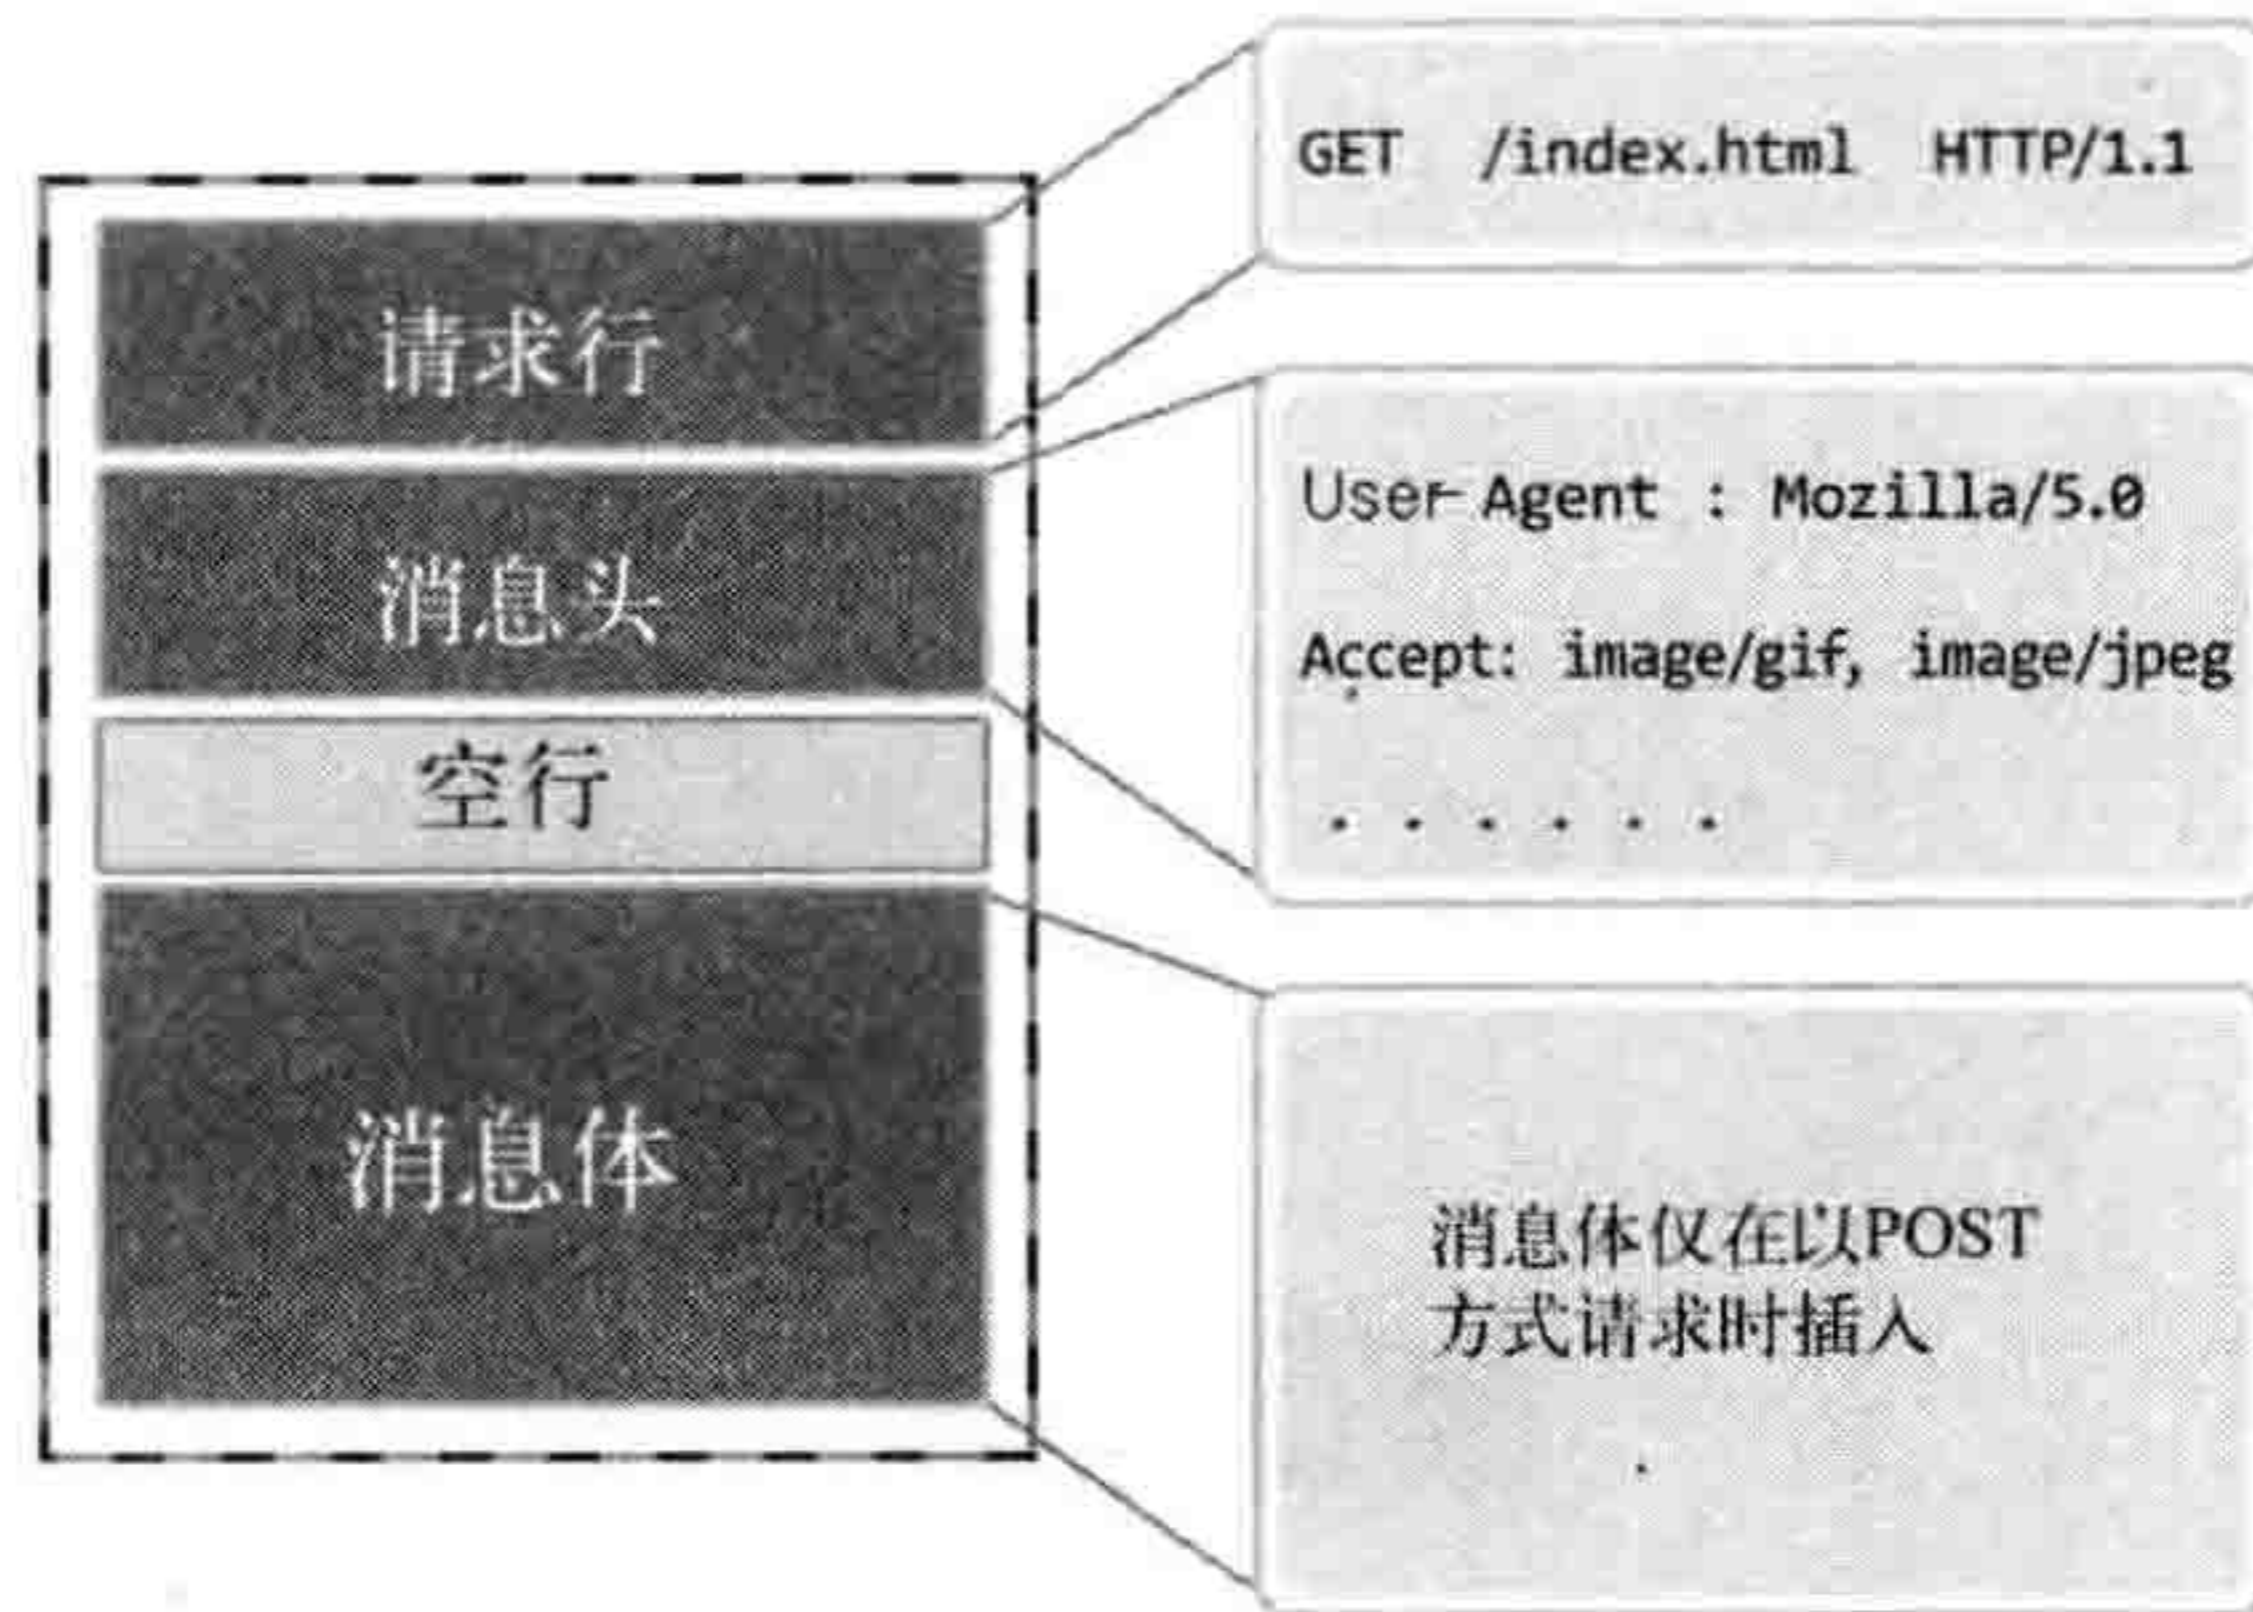 请求行
消息头
空行
消息体
GET /index.html HTTP/1.1
User-Agent : Mozilla/5.0
Accept: image/gif, image/jpeg
. . . . . .
消息体仅在以POST
方式请求时插入